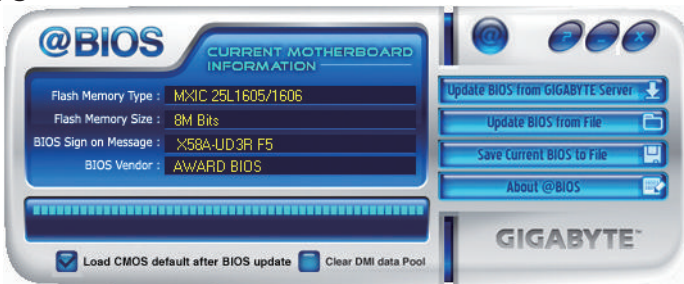 @BIOS
CURRENT MOTHERBOARD
INFORMATION
Flash Memory Type : MXIC 25L1605/1606
Flash Memory Size : 8M Bits
BIOS Sign on Message : X58A-UD3R F5
BIOS Vendor : AWARD BIOS
Load CMOS default after BIOS update Clear DMI data Pool
@ ? _ X
Update BIOS from GIGABYTE Server
Update BIOS from File
Save Current BIOS to File
About @BIOS
GIGABYTE™